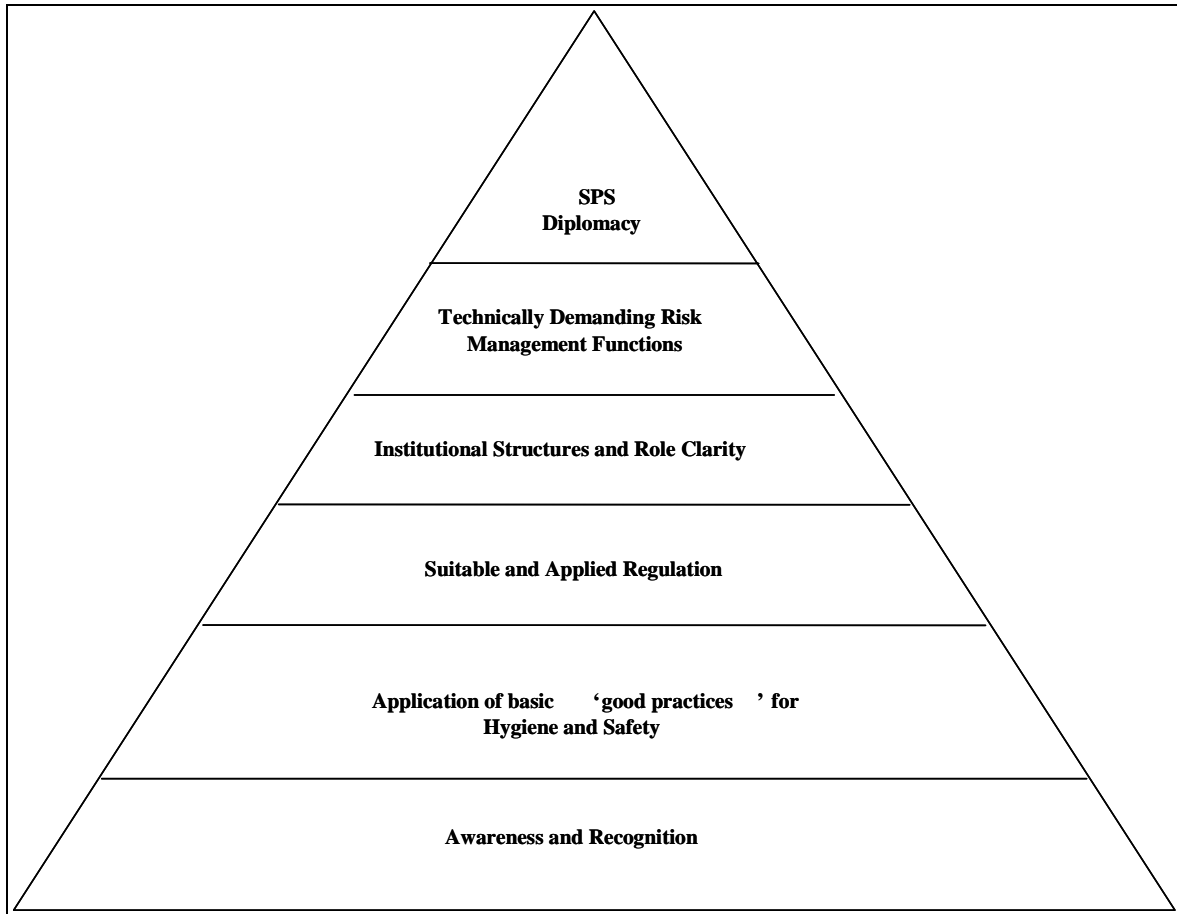 SPS
Diplomacy
Technically Demanding Risk
Management Functions
Institutional Structures and Role Clarity
Suitable and Applied Regulation
Application of basic ‘good practices ’ for
Hygiene and Safety
Awareness and Recognition